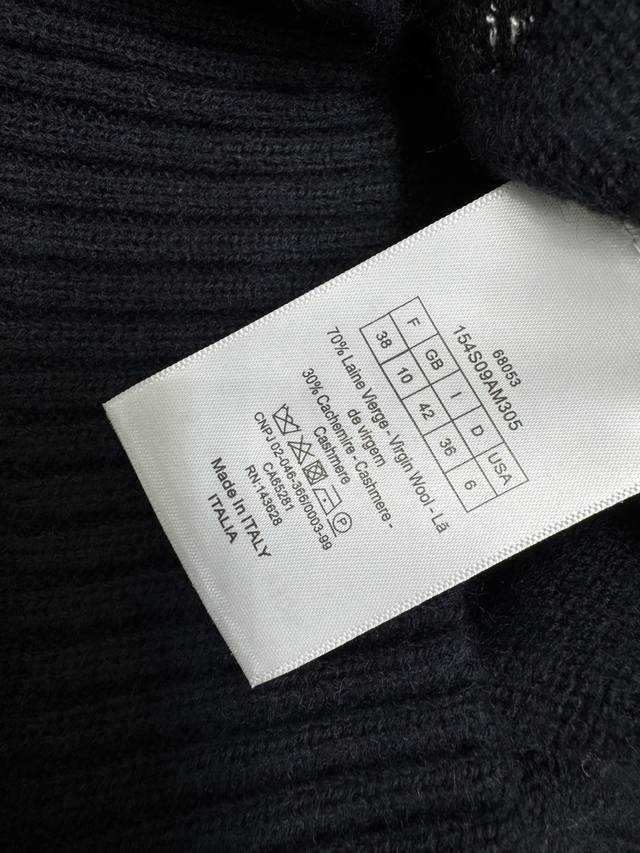 68053
154S09AM305
F GB I D USA
38 10 42 36 6
70% Laine Vierge - Virgin Wool - Lã
de virgem
30% Cachemire - Cashmere -
Cashmere
P
CNPJ 02-046-366/0003-99
CA65281
RN:143628
Made In ITALY
ITALIA